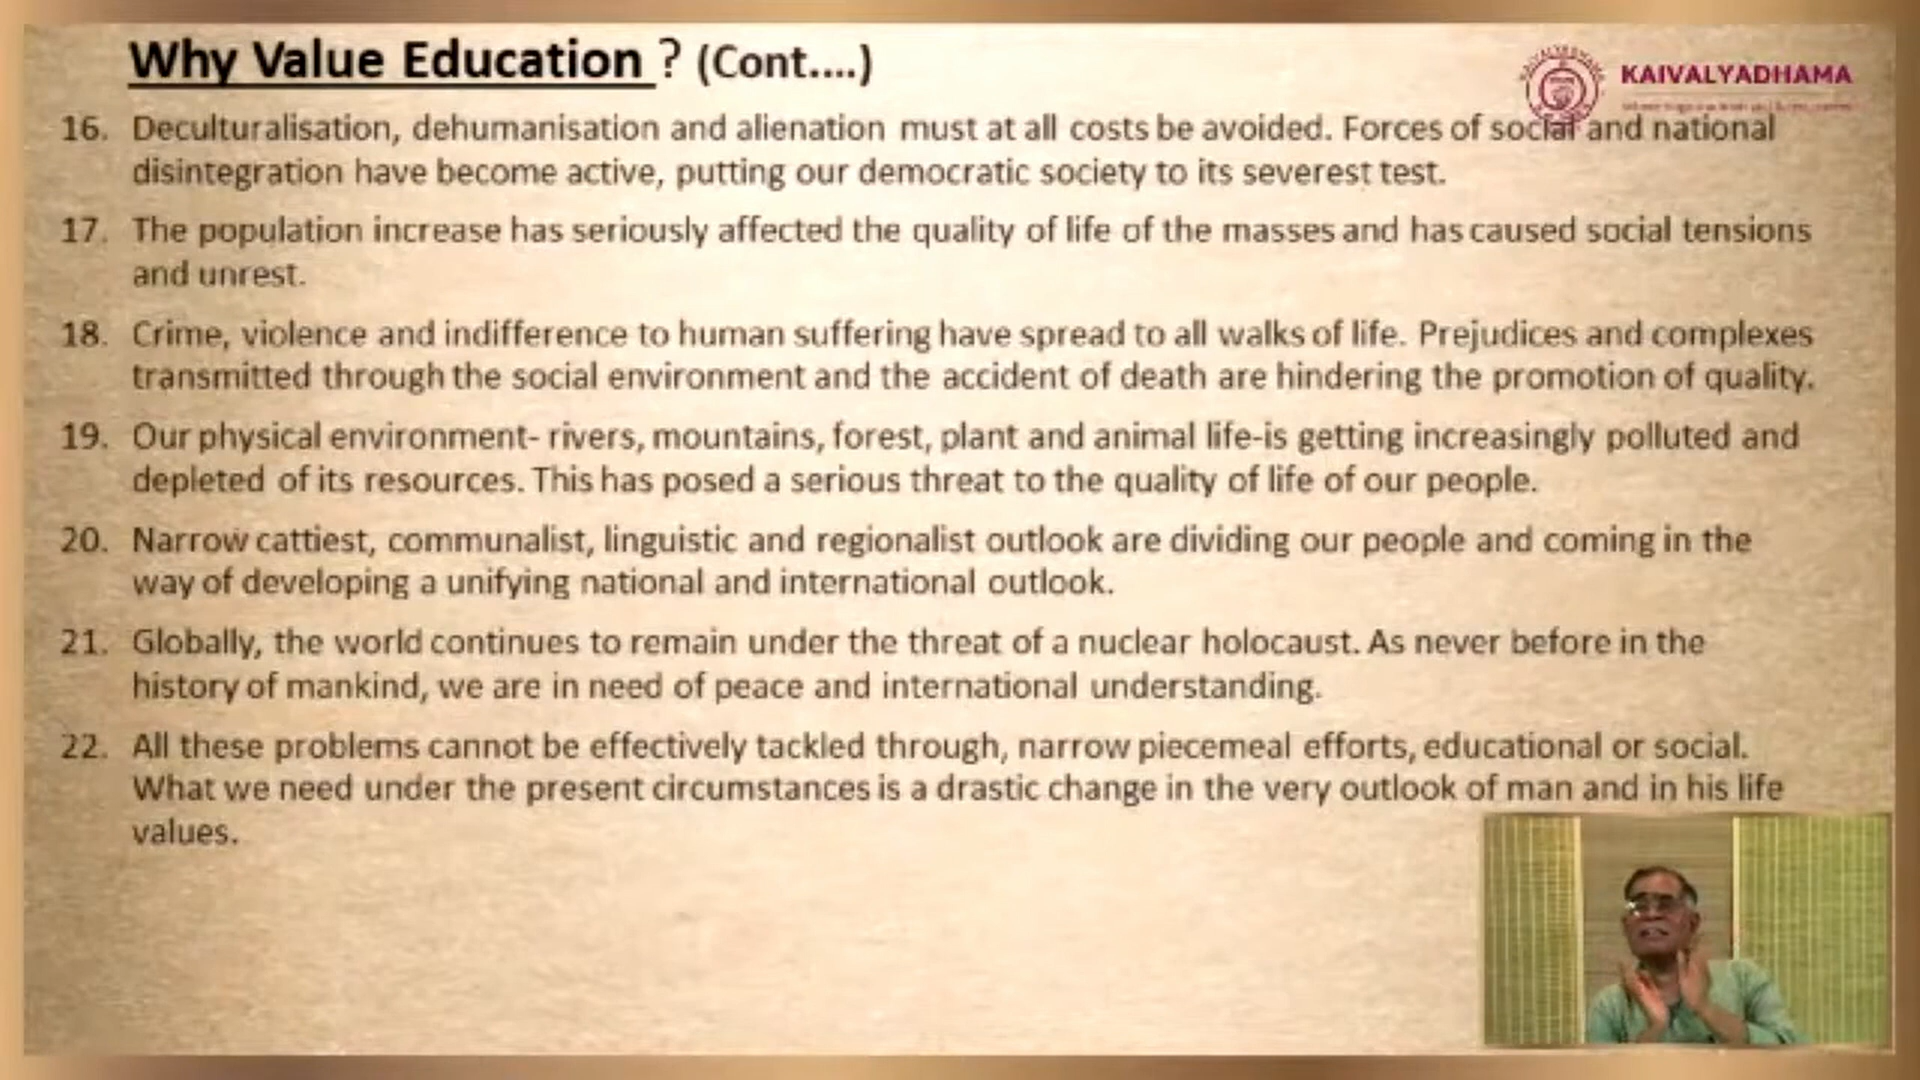 Why Value Education ? (Cont....)
KAIVALYADHAMA
16. Deculturalisation, dehumanisation and alienation must at all costs be avoided. Forces of social and national
disintegration have become active, putting our democratic society to its severest test.
17. The population increase has seriously affected the quality of life of the masses and has caused social tensions
and unrest.
18. Crime, violence and indifference to human suffering have spread to all walks of life. Prejudices and complexes
transmitted through the social environment and the accident of death are hindering the promotion of quality.
19. Our physical environment- rivers, mountains, forest, plant and animal life-is getting increasingly polluted and
depleted of its resources. This has posed a serious threat to the quality of life of our people.
20. Narrow cattiest, communalist, linguistic and regionalist outlook are dividing our people and coming in the
way of developing a unifying national and international outlook.
21. Globally, the world continues to remain under the threat of a nuclear holocaust. As never before in the
history of mankind, we are in need of peace and international understanding.
22. All these problems cannot be effectively tackled through, narrow piecemeal efforts, educational or social.
What we need under the present circumstances is a drastic change in the very outlook of man and in his life
values.